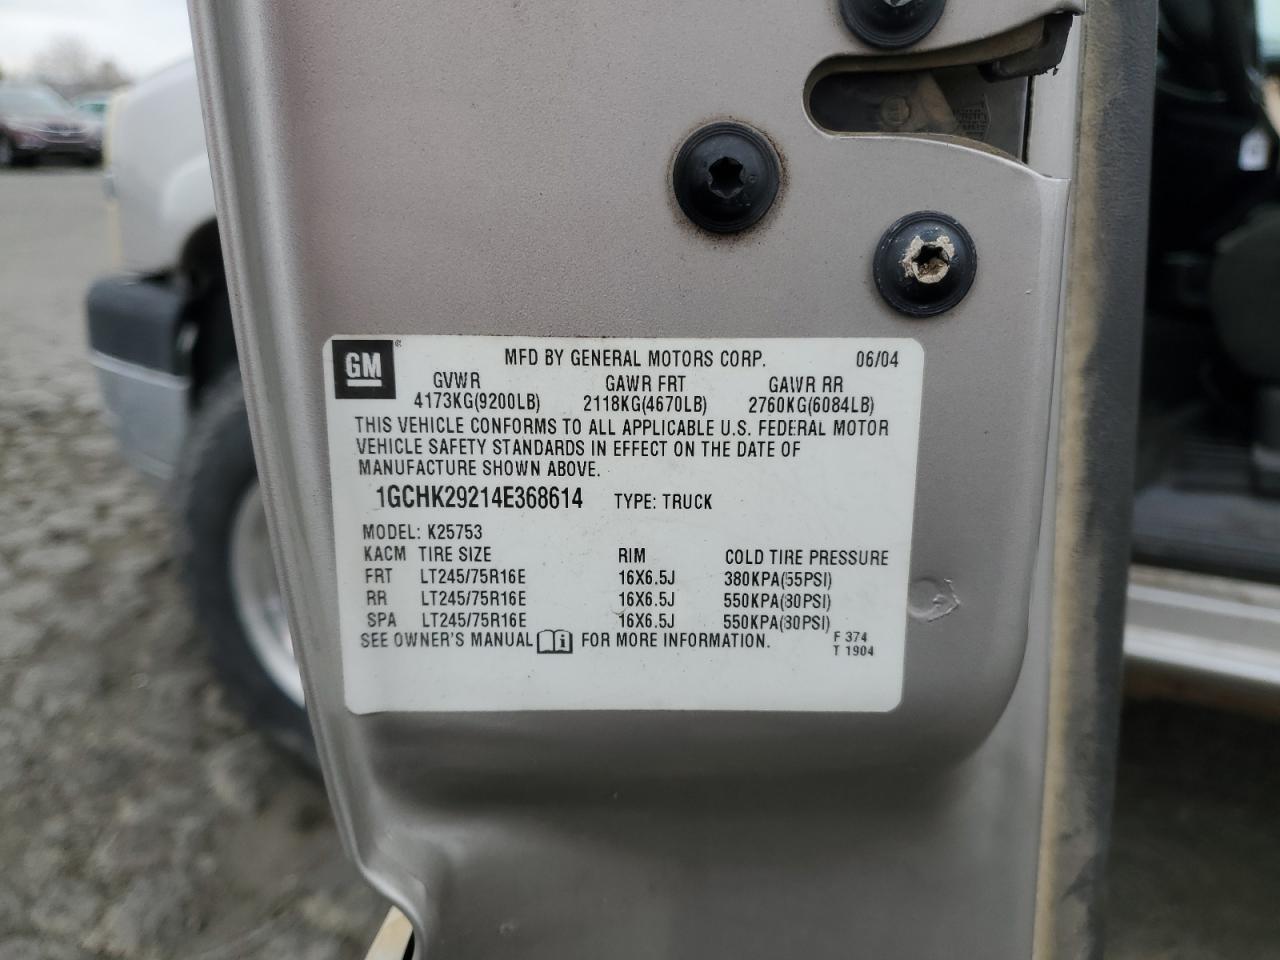 GM ® MFD BY GENERAL MOTORS CORP. 06/04
GVWR GAWR FRT GAWR RR
4173KG(9200LB) 2118KG(4670LB) 2760KG(6084LB)
THIS VEHICLE CONFORMS TO ALL APPLICABLE U.S. FEDERAL MOTOR
VEHICLE SAFETY STANDARDS IN EFFECT ON THE DATE OF
MANUFACTURE SHOWN ABOVE.
1GCHK29214E368614 TYPE: TRUCK
MODEL: K25753
KACM TIRE SIZE RIM COLD TIRE PRESSURE
FRT LT245/75R16E 16X6.5J 380KPA(55PSI)
RR LT245/75R16E 16X6.5J 550KPA(30PSI)
SPA LT245/75R16E 16X6.5J 550KPA(30PSI)
SEE OWNER'S MANUAL i FOR MORE INFORMATION.
F 374
T 1904